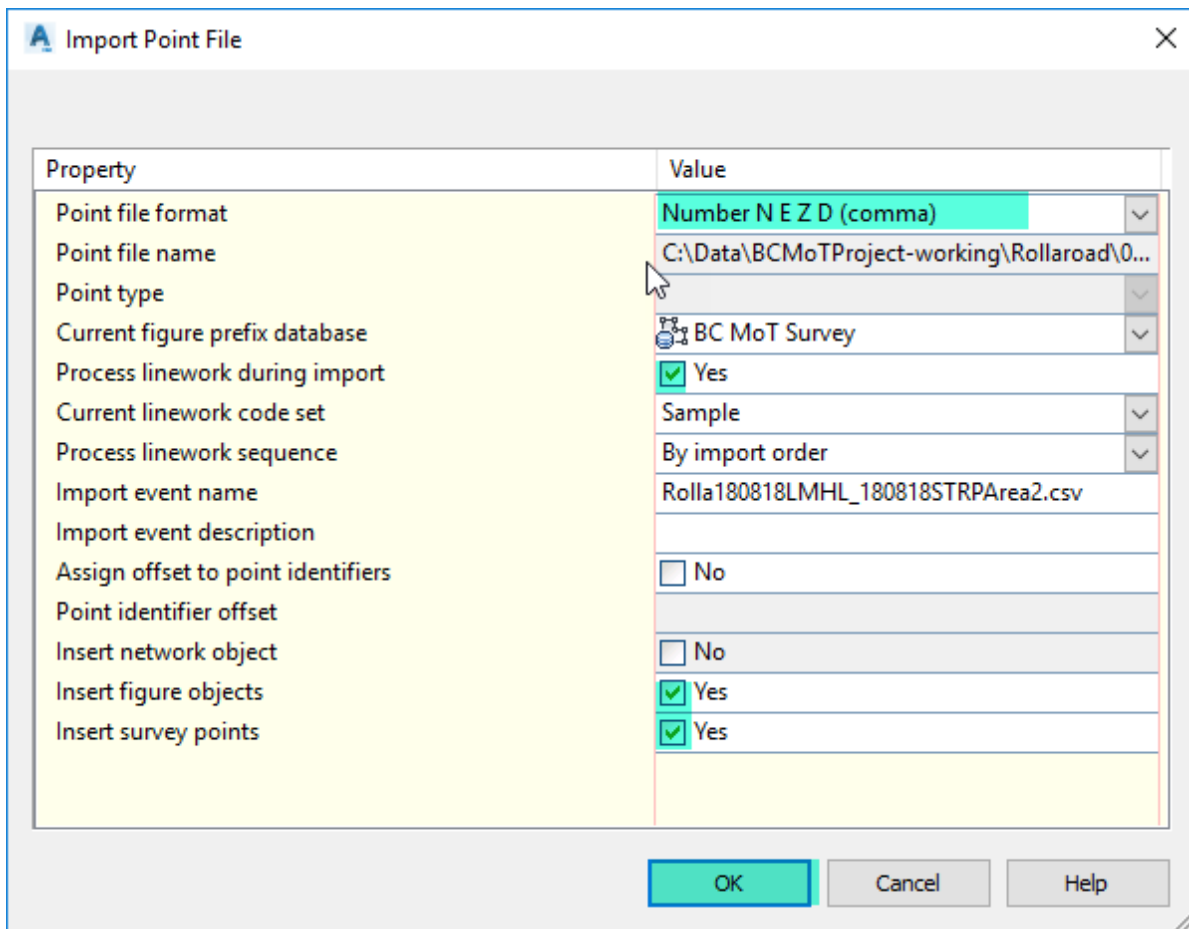 Import Point File
Property Value
Point file format Number N E Z D (comma)
Point file name C:\Data\BCMoTProject-working\Rollaroad\0...
Point type
Current figure prefix database BC MoT Survey
Process linework during import Yes
Current linework code set Sample
Process linework sequence By import order
Import event name Rolla180818LMHL_180818STRPArea2.csv
Import event description
Assign offset to point identifiers No
Point identifier offset
Insert network object No
Insert figure objects Yes
Insert survey points Yes
OK Cancel Help